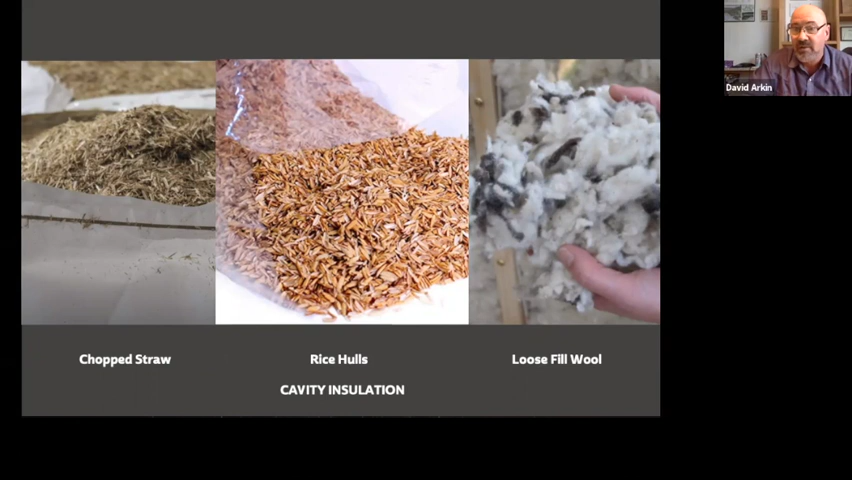 David Arkin
Chopped Straw
Rice Hulls
Loose Fill Wool
CAVITY INSULATION